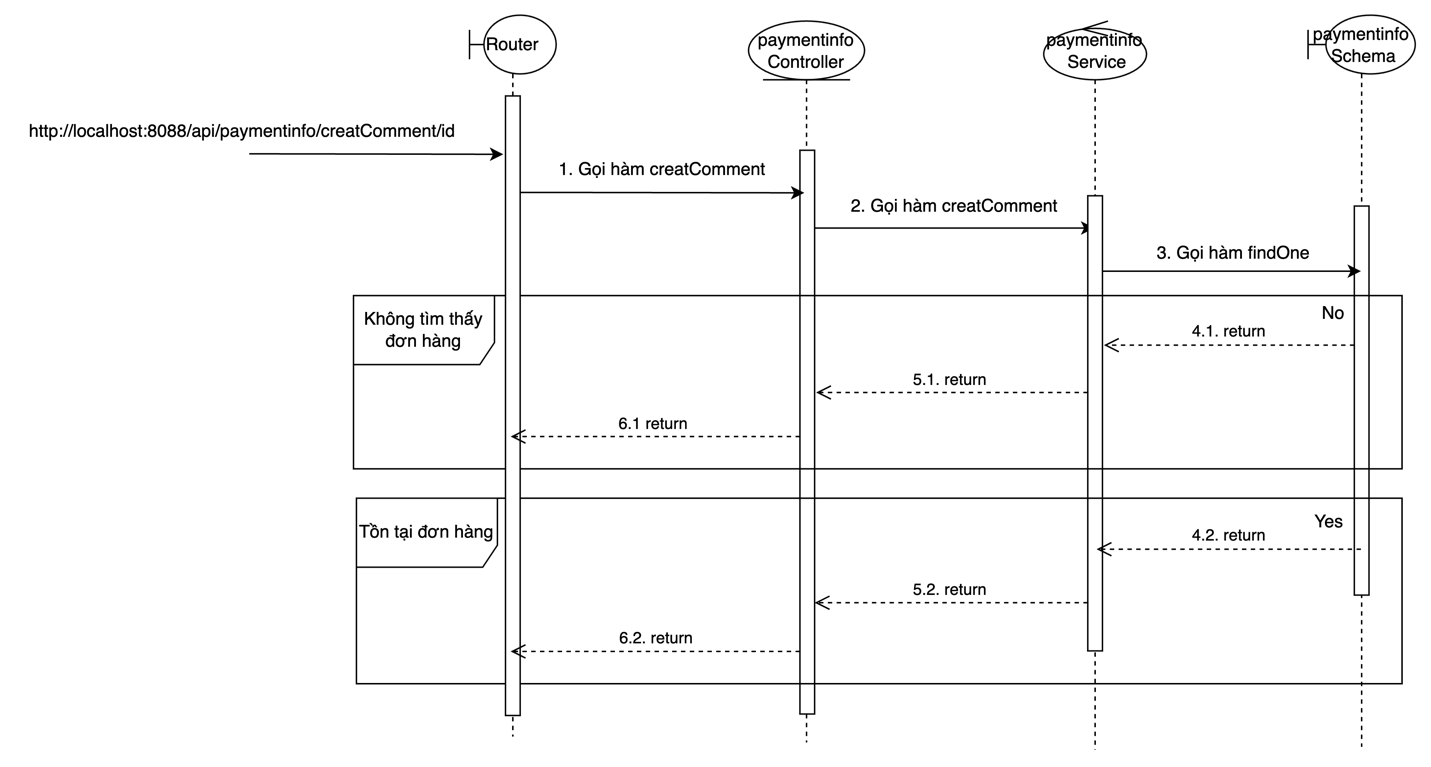 Router
paymentinfo
Controller
paymentinfo
Service
paymentinfo
Schema
http://localhost:8088/api/paymentinfo/creatComment/id
1. Gọi hàm creatComment
2. Gọi hàm creatComment
3. Gọi hàm findOne
Không tìm thấy
đơn hàng
No
4.1. return
5.1. return
6.1 return
Tồn tại đơn hàng
Yes
4.2. return
5.2. return
6.2. return